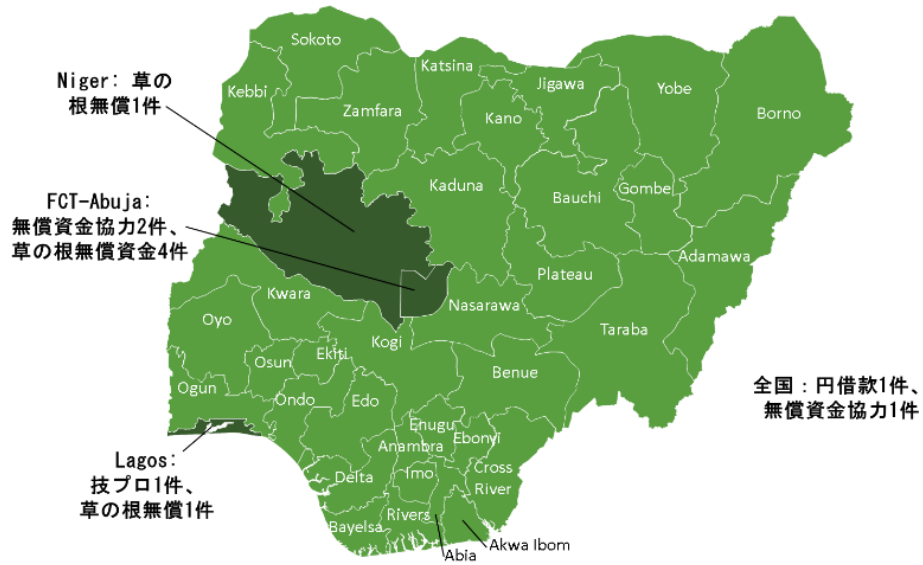 Sokoto
Katsina
Jigawa
Yobe
Borno
Niger: 草の
根無償1件
Kebbi
Zamfara
Kano
Kaduna
Bauchi
Gombe
FCT-Abuja:
無償資金協力2件、
草の根無償資金4件
Adamawa
Plateau
Kwara
Nasarawa
Oyo
Taraba
Kogi
Osun
Ekiti
Benue
Ogun
Ondo
Edo
全国：円借款1件、
無償資金協力1件
Enugu
Ebonyi
Anambra
Lagos:
技プロ1件、
草の根無償1件
Delta
Imo
Cross
River
Rivers
Bayelsa
Akwa Ibom
Abia